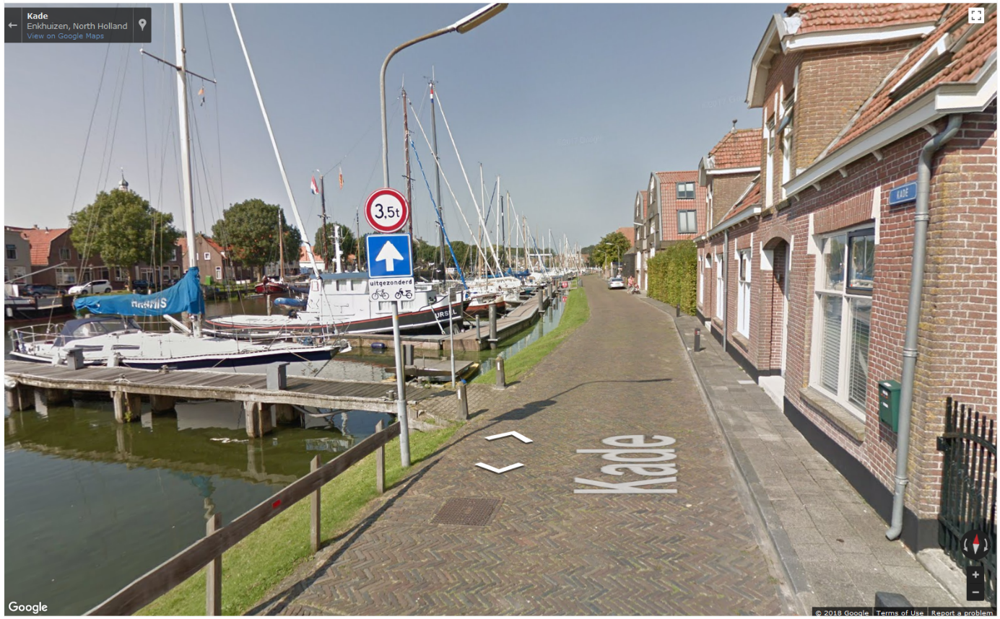 Kade
Enkhuizen, North Holland
View on Google Maps
3,5t
uitgezonderd
URSEL
KADE
Kade
Google
© 2018 Google
Terms of Use
Report a problem